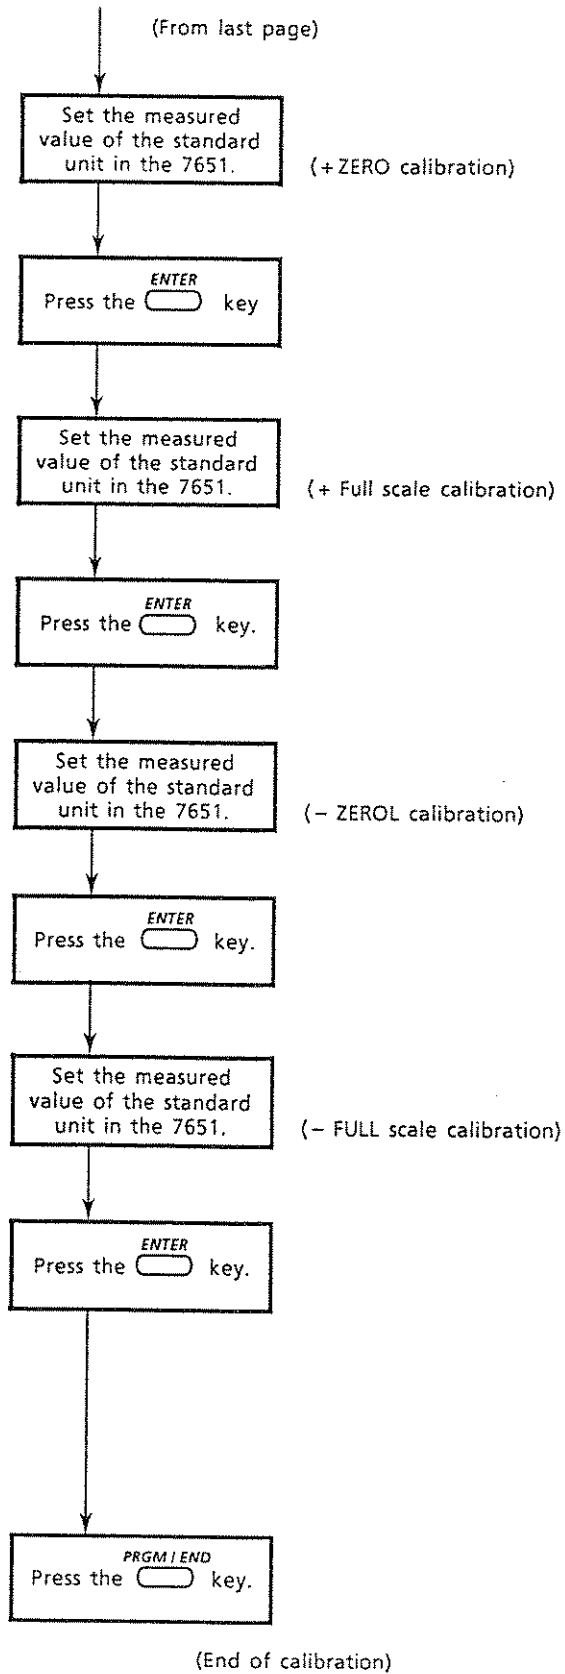 (From last page)
Set the measured
value of the standard
unit in the 7651.
(+ZERO calibration)
ENTER
Press the key
Set the measured
value of the standard
unit in the 7651.
(+ Full scale calibration)
ENTER
Press the key.
Set the measured
value of the standard
unit in the 7651.
(– ZEROL calibration)
ENTER
Press the key.
Set the measured
value of the standard
unit in the 7651.
(– FULL scale calibration)
ENTER
Press the key.
PRGM / END
Press the key.
(End of calibration)